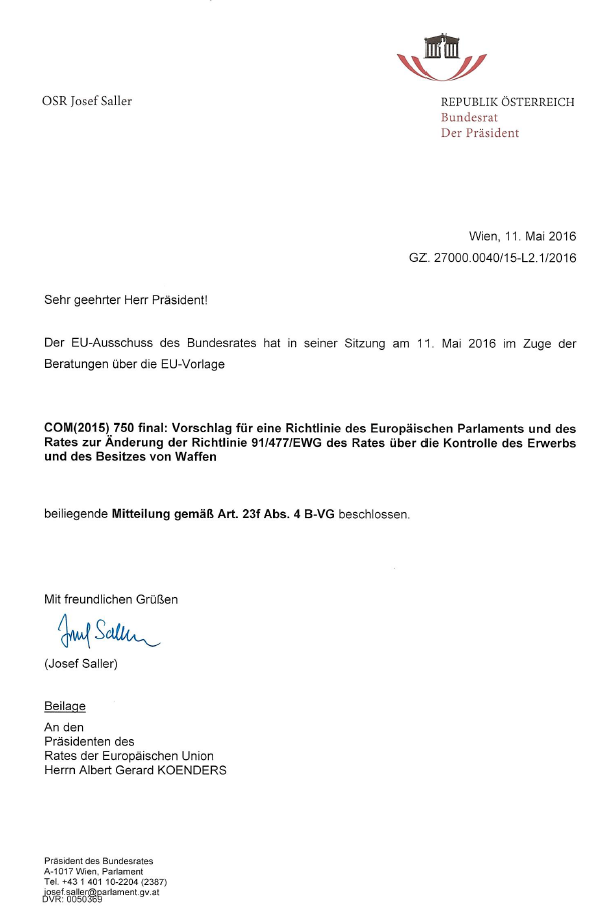 OSR Josef Saller
REPUBLIK ÖSTERREICH
Bundesrat
Der Präsident
Wien, 11. Mai 2016
GZ. 27000.0040/15-L2.1/2016
Sehr geehrter Herr Präsident!
Der EU-Ausschuss des Bundesrates hat in seiner Sitzung am 11. Mai 2016 im Zuge der
Beratungen über die EU-Vorlage
COM(2015) 750 final: Vorschlag für eine Richtlinie des Europäischen Parlaments und des
Rates zur Änderung der Richtlinie 91/477/EWG des Rates über die Kontrolle des Erwerbs
und des Besitzes von Waffen
beiliegende Mitteilung gemäß Art. 23f Abs. 4 B-VG beschlossen.
Mit freundlichen Grüßen
Josef Saller
(Josef Saller)
Beilage
An den
Präsidenten des
Rates der Europäischen Union
Herrn Albert Gerard KOENDERS
Präsident des Bundesrates
A-1017 Wien, Parlament
Tel. +43 1 401 10-2204 (2387)
josef.saller@parlament.gv.at
DVR: 0050369